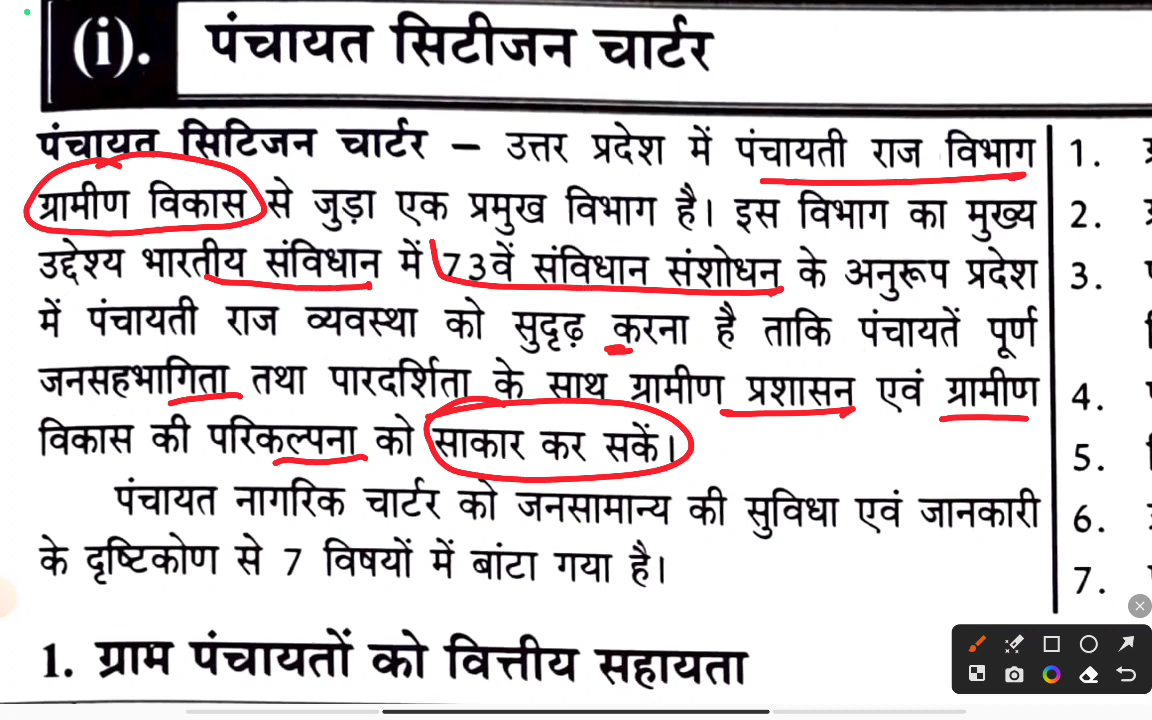 (i). पंचायत सिटीजन चार्टर
पंचायत सिटिजन चार्टर – उत्तर प्रदेश में पंचायती राज विभाग
ग्रामीण विकास से जुड़ा एक प्रमुख विभाग है। इस विभाग का मुख्य
उद्देश्य भारतीय संविधान में 73वें संविधान संशोधन के अनुरूप प्रदेश
में पंचायती राज व्यवस्था को सुदृढ़ करना है ताकि पंचायतें पूर्ण
जनसहभागिता तथा पारदर्शिता के साथ ग्रामीण प्रशासन एवं ग्रामीण
विकास की परिकल्पना को साकार कर सकें।
पंचायत नागरिक चार्टर को जनसामान्य की सुविधा एवं जानकारी
के दृष्टिकोण से 7 विषयों में बांटा गया है।
1. ग्राम पंचायतों को वित्तीय सहायता
1.
2.
3.
4.
5.
6.
7.